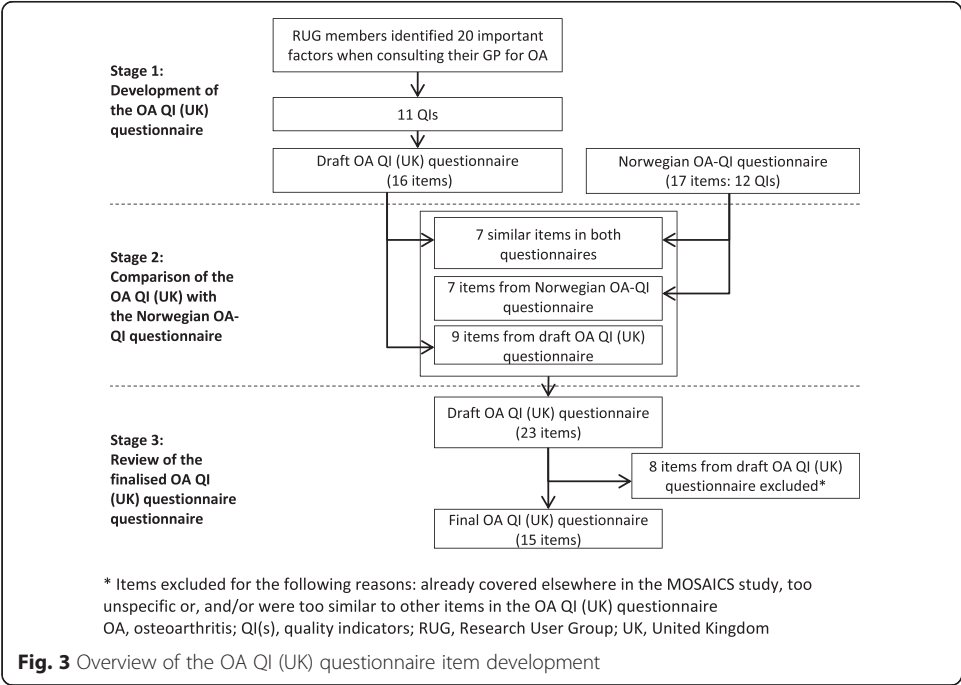 RUG members identified 20 important
factors when consulting their GP for OA
Stage 1:
Development of
the OA QI (UK)
questionnaire
11 QIs
Draft OA QI (UK) questionnaire
(16 items)
Norwegian OA-QI questionnaire
(17 items: 12 QIs)
Stage 2:
Comparison of the
OA QI (UK) with
the Norwegian OA-
QI questionnaire
7 similar items in both
questionnaires
7 items from Norwegian OA-QI
questionnaire
9 items from draft OA QI (UK)
questionnaire
Stage 3:
Review of the
finalised OA QI
(UK) questionnaire
questionnaire
Draft OA QI (UK) questionnaire
(23 items)
8 items from draft OA QI (UK)
questionnaire excluded*
Final OA QI (UK) questionnaire
(15 items)
* Items excluded for the following reasons: already covered elsewhere in the MOSAICS study, too
unspecific or, and/or were too similar to other items in the OA QI (UK) questionnaire
OA, osteoarthritis; QI(s), quality indicators; RUG, Research User Group; UK, United Kingdom
Fig. 3 Overview of the OA QI (UK) questionnaire item development